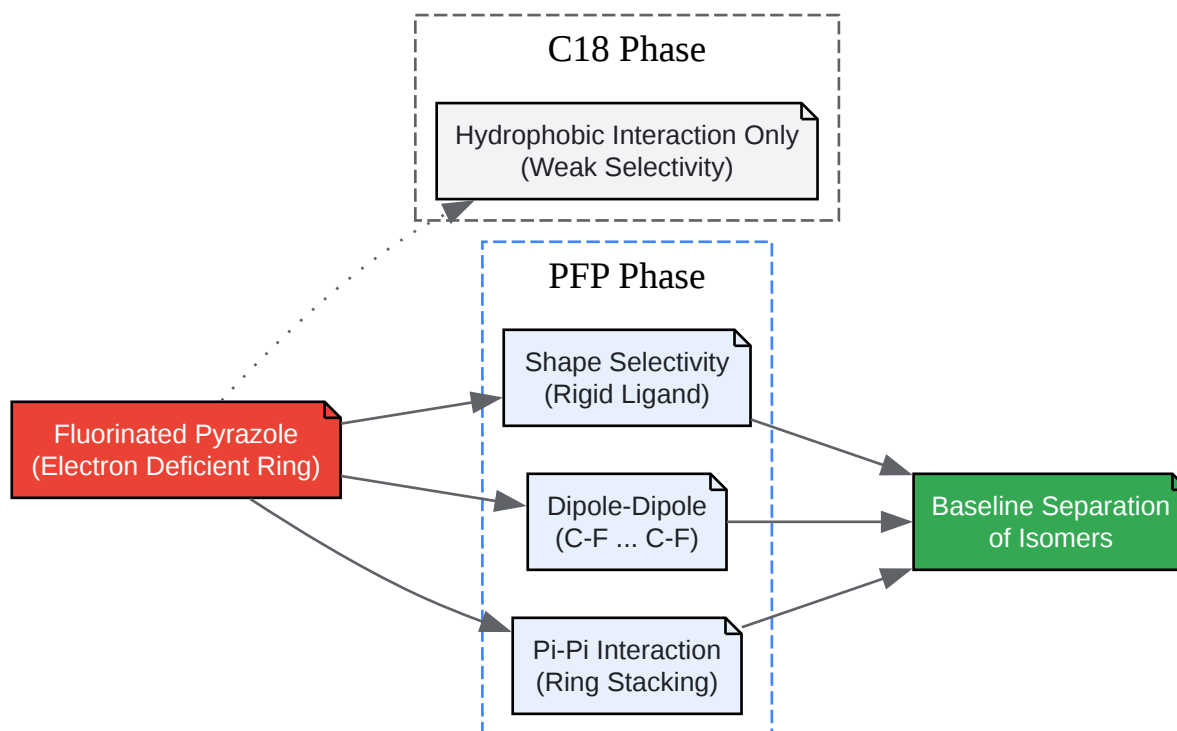 C18 Phase
Hydrophobic Interaction Only
(Weak Selectivity)
PFP Phase
Shape Selectivity
(Rigid Ligand)
Fluorinated Pyrazole
(Electron Deficient Ring)
Dipole-Dipole
(C-F ... C-F)
Baseline Separation
of Isomers
Pi-Pi Interaction
(Ring Stacking)